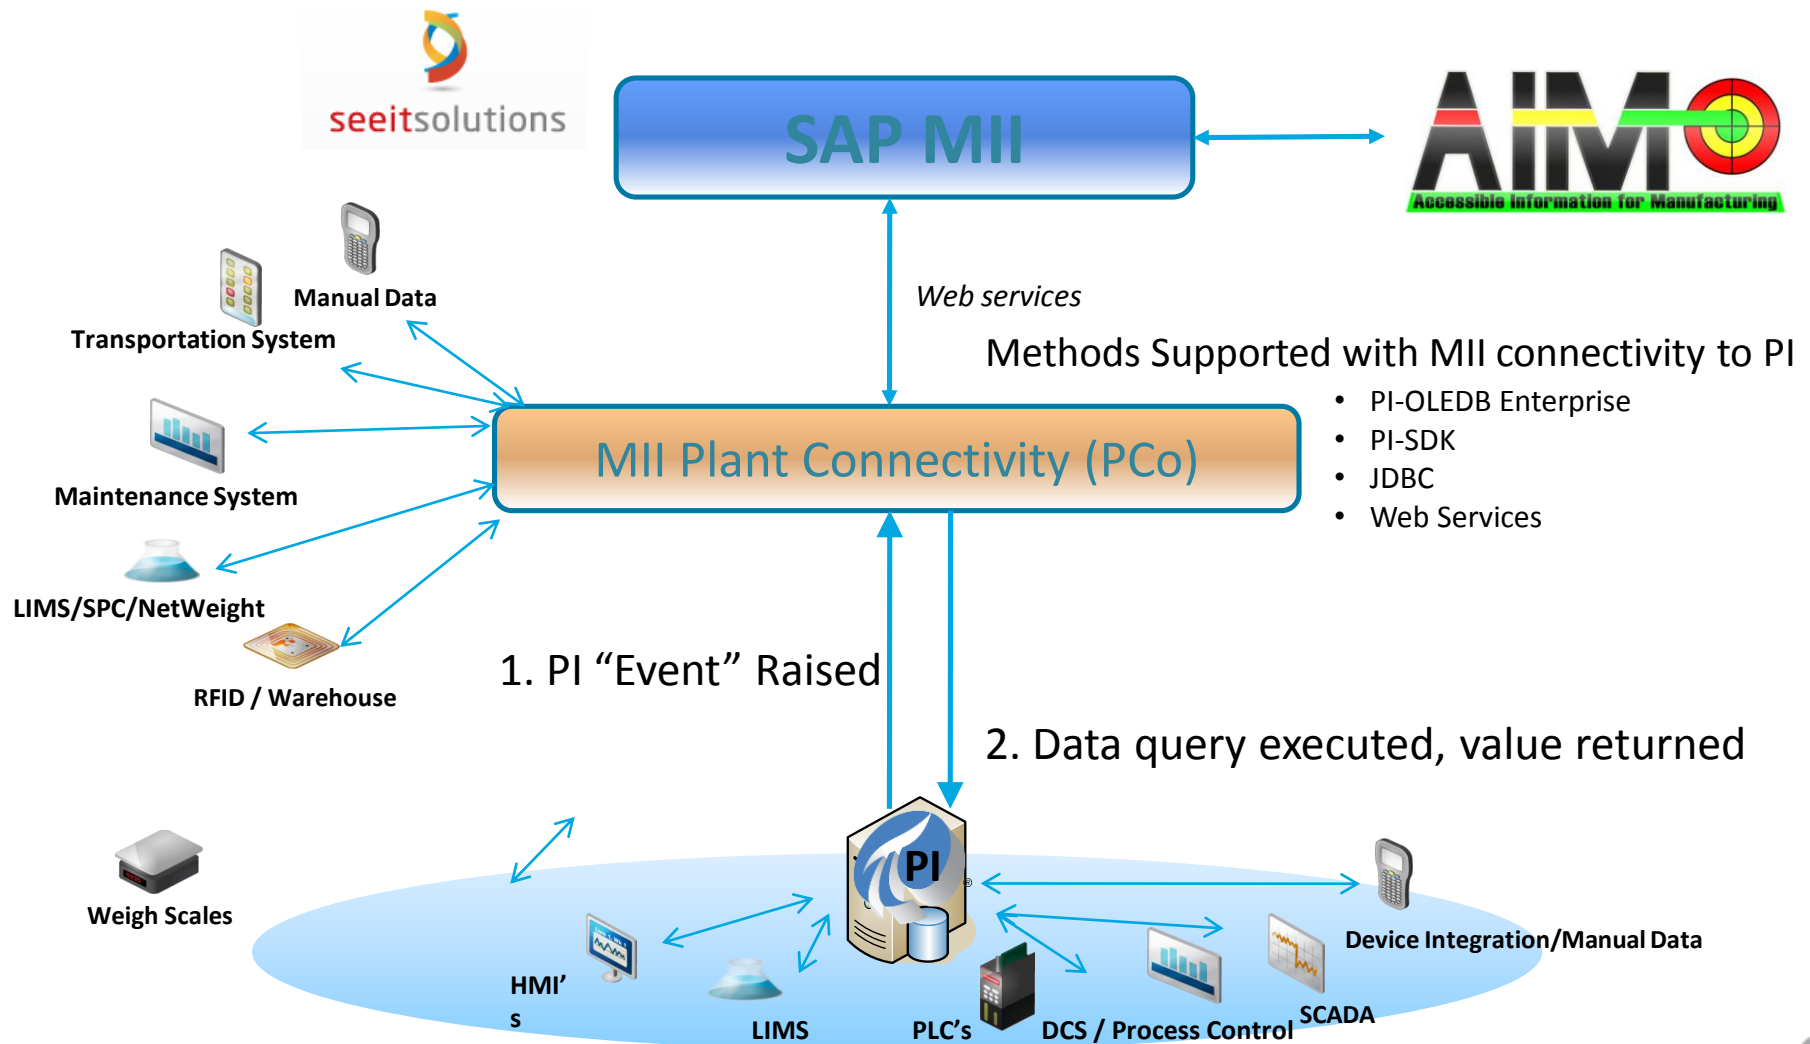 seeitsolutions
SAP MII
AIM
Accessible Information for Manufacturing
Manual Data
Transportation System
Web services
Methods Supported with MII connectivity to PI
• PI-OLEDB Enterprise
• PI-SDK
• JDBC
• Web Services
MII Plant Connectivity (PCo)
Maintenance System
LIMS/SPC/NetWeight
RFID / Warehouse
1. PI “Event” Raised
2. Data query executed, value returned
PI
®
Weigh Scales
Device Integration/Manual Data
HMI’
s
LIMS
PLC’s
DCS / Process Control
SCADA